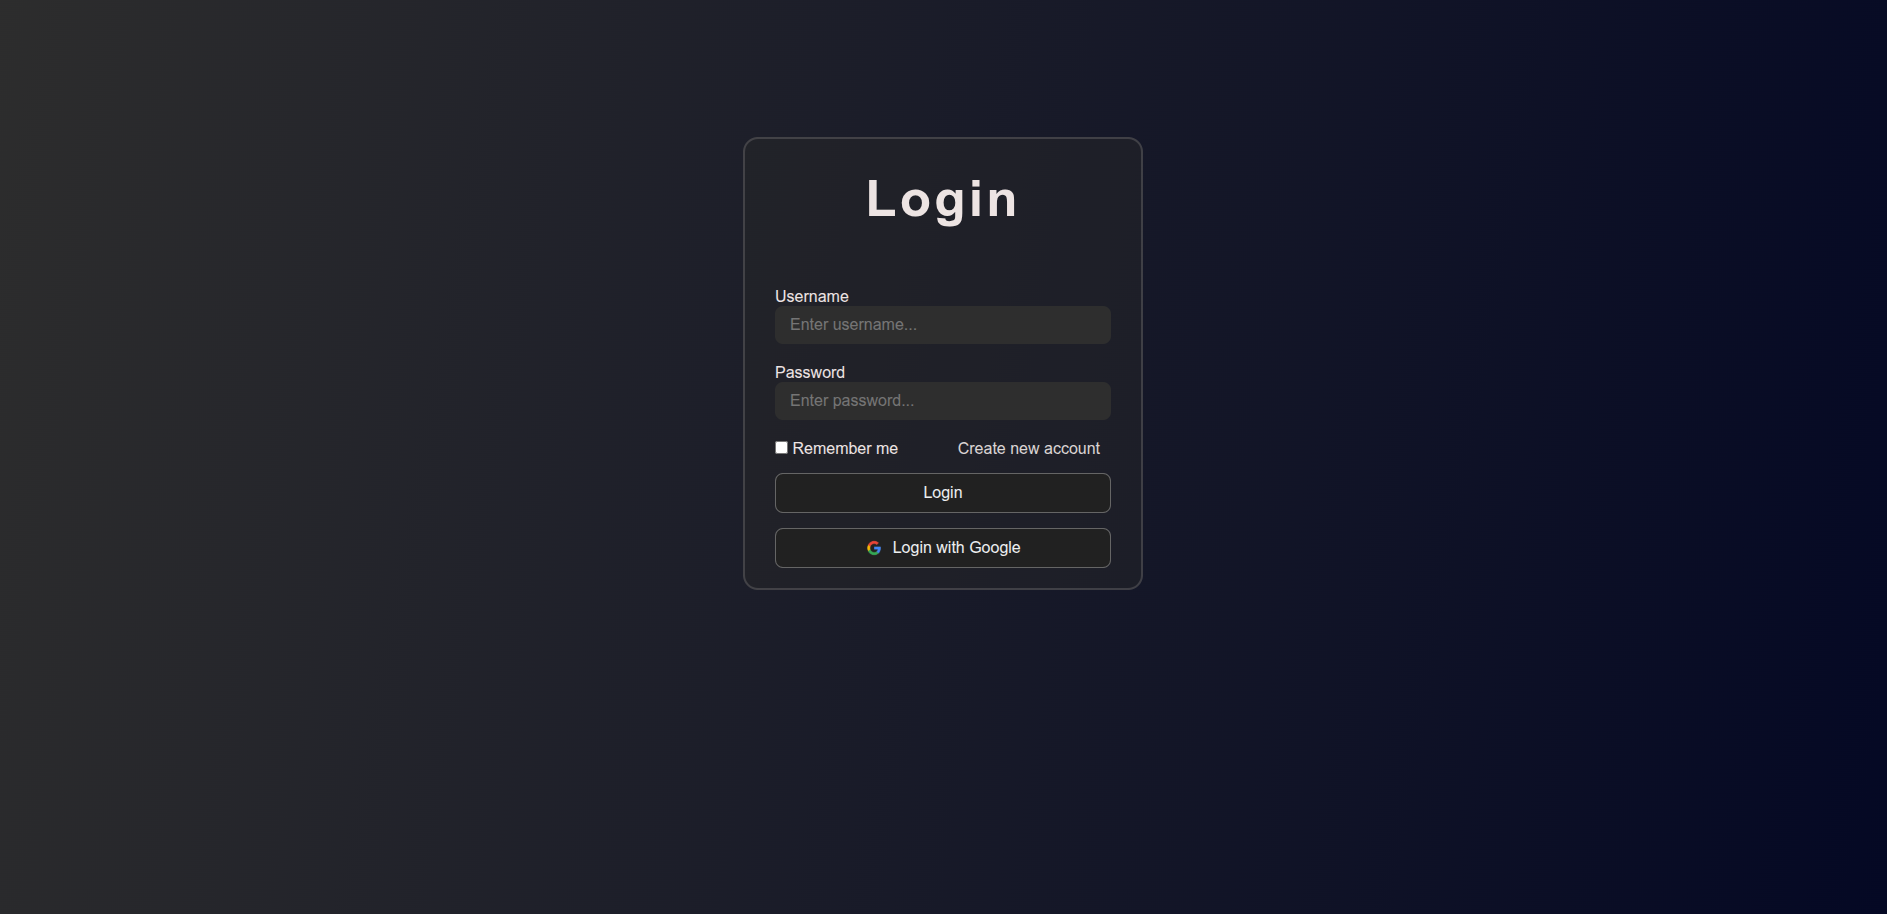 Login
Username
Enter username...
Password
Enter password...
Remember me Create new account
Login
Login with Google